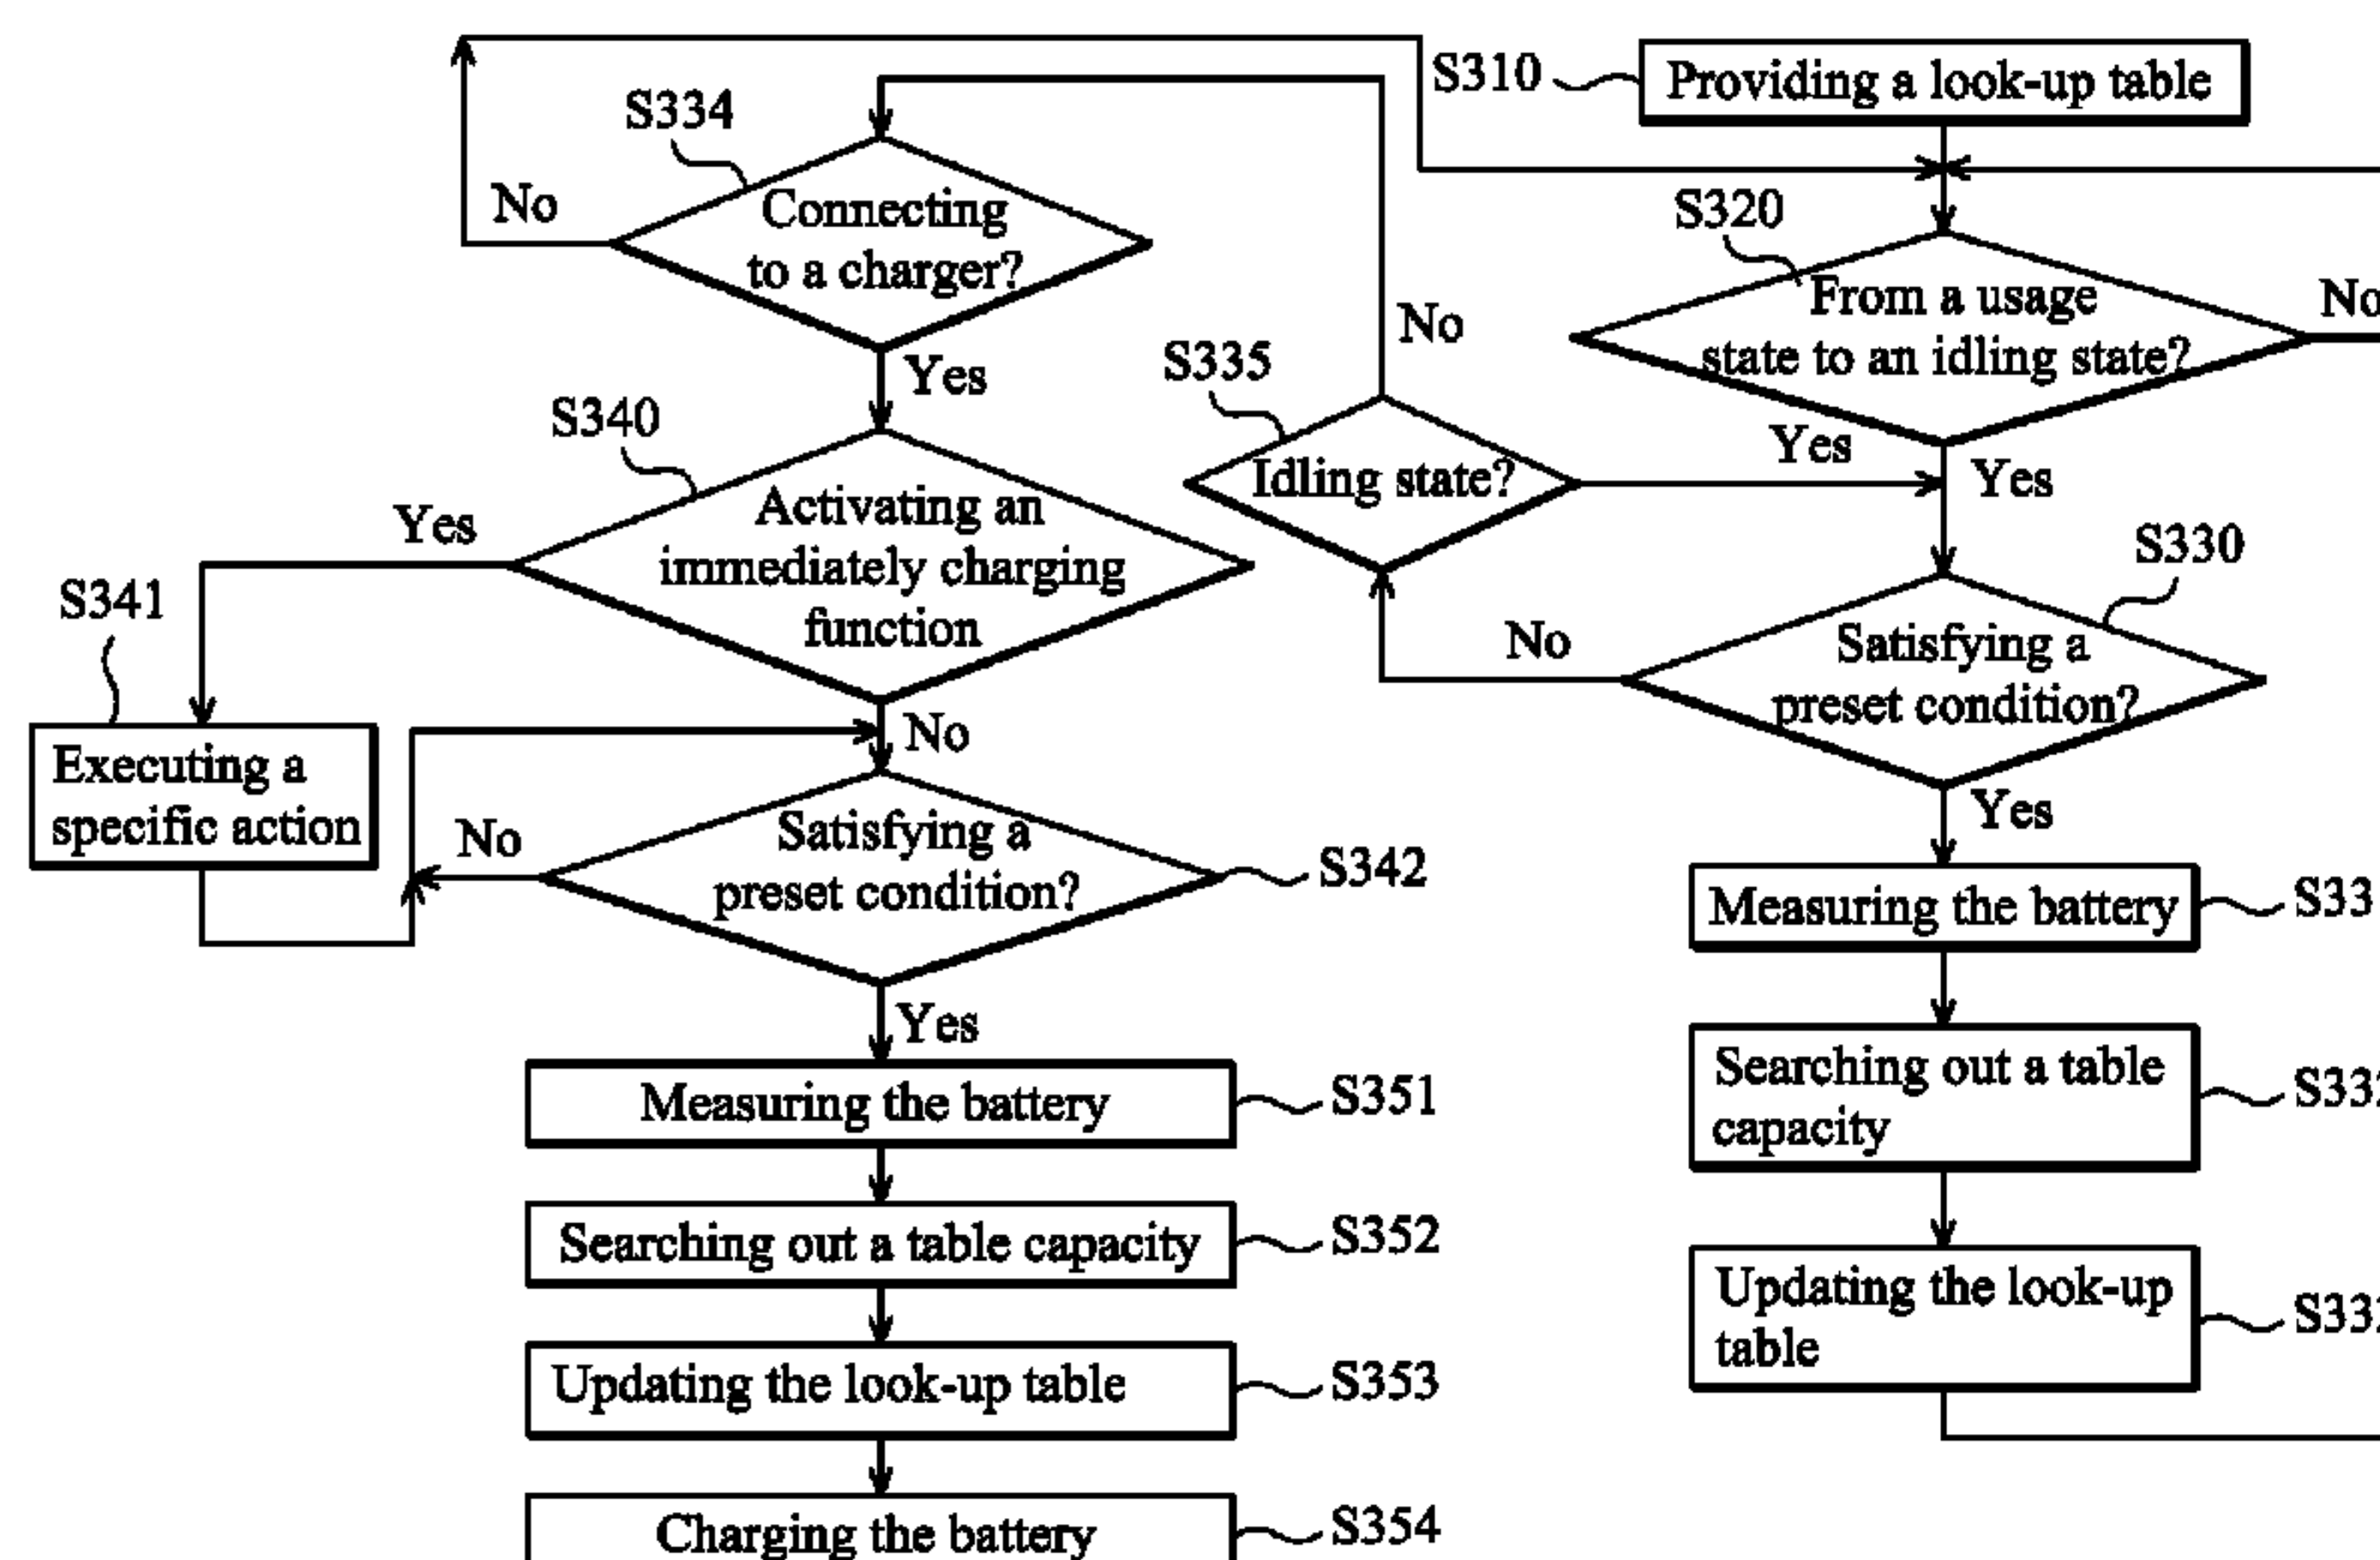 S310
Providing a look-up table
S334
No
Connecting
to a charger?
S320
From a usage
state to an idling state?
No
No
Yes
S335
Idling state?
Yes
Yes
S340
Activating an
immediately charging
function
Yes
S330
Satisfying a
preset condition?
No
S341
Executing a
specific action
No
No
Satisfying a
preset condition?
S342
Yes
Measuring the battery
S33
Yes
Measuring the battery
S351
Searching out a table
capacity
S332
Searching out a table capacity
S352
Updating the look-up
table
S33
Updating the look-up table
S353
Charging the battery
S354